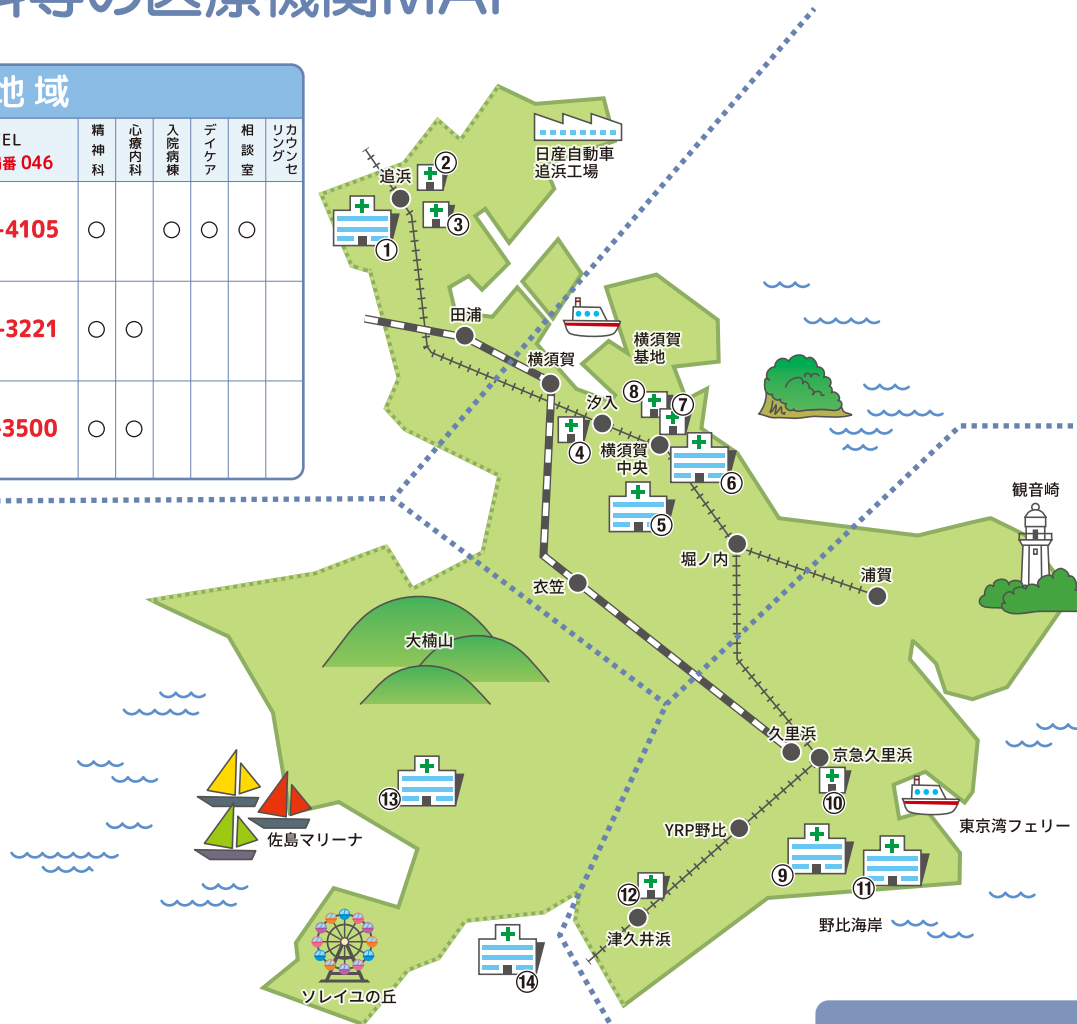 の医療機関MAP
地域
TEL
046
精神科
心療内科
入院病棟
デイケア
相談室
カウンセ
リング
-4105
○
○
○
○
-3221
○
○
-3500
○
○
日産自動車
追浜工場
追浜
②
①
③
田浦
横須賀
横須賀
基地
汐入
⑧
⑦
④
横須賀
中央
⑥
⑤
観音崎
堀ノ内
浦賀
衣笠
大楠山
久里浜
京急久里浜
⑩
⑬
佐島マリーナ
YRP野比
東京湾フェリー
⑨
⑪
⑫
野比海岸
津久井浜
⑭
ソレイユの丘